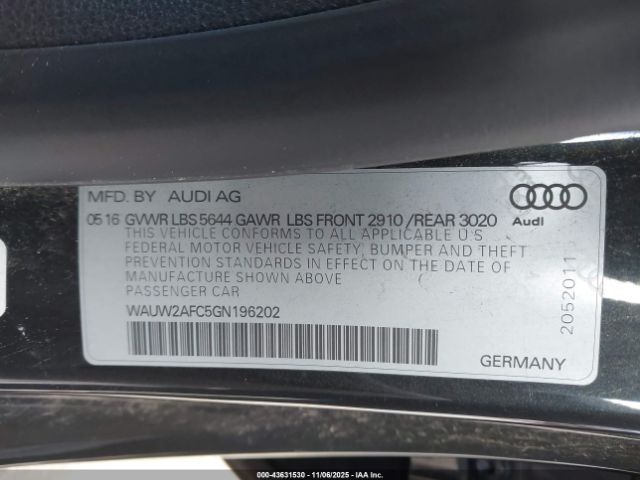 MFD. BY AUDI AG
05 16 GVWR LBS 5644 GAWR LBS FRONT 2910 /REAR 3020
THIS VEHICLE CONFORMS TO ALL APPLICABLE U S
FEDERAL MOTOR VEHICLE SAFETY, BUMPER AND THEFT
PREVENTION STANDARDS IN EFFECT ON THE DATE OF
MANUFACTURE SHOWN ABOVE
PASSENGER CAR
WAUW2AFC5GN196202
Audi
2052011
GERMANY
000-43631530 - 11/06/2025 - IAA Inc.